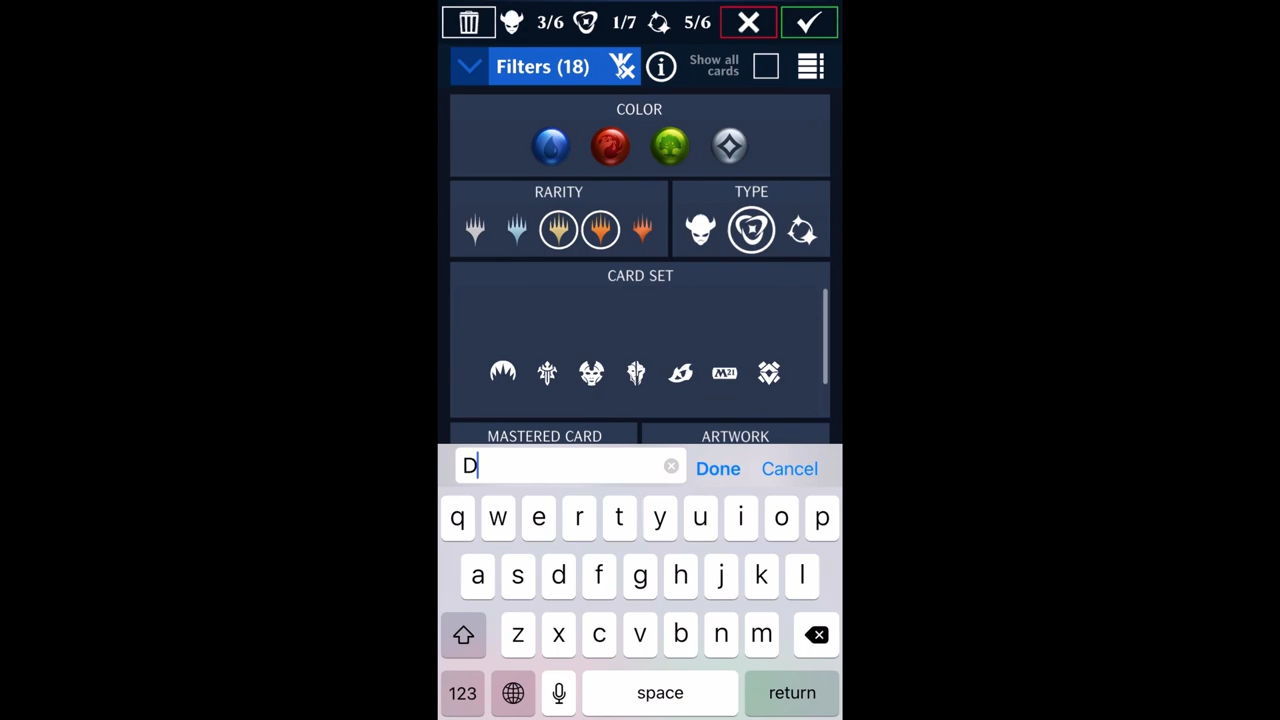 3/6 1/7 5/6
Filters (18) i Show all cards
COLOR
RARITY TYPE
CARD SET
M21
MASTERED CARD ARTWORK
D Done Cancel
q w e r t y u i o p
a s d f g h j k l
z x c v b n m
123 space return